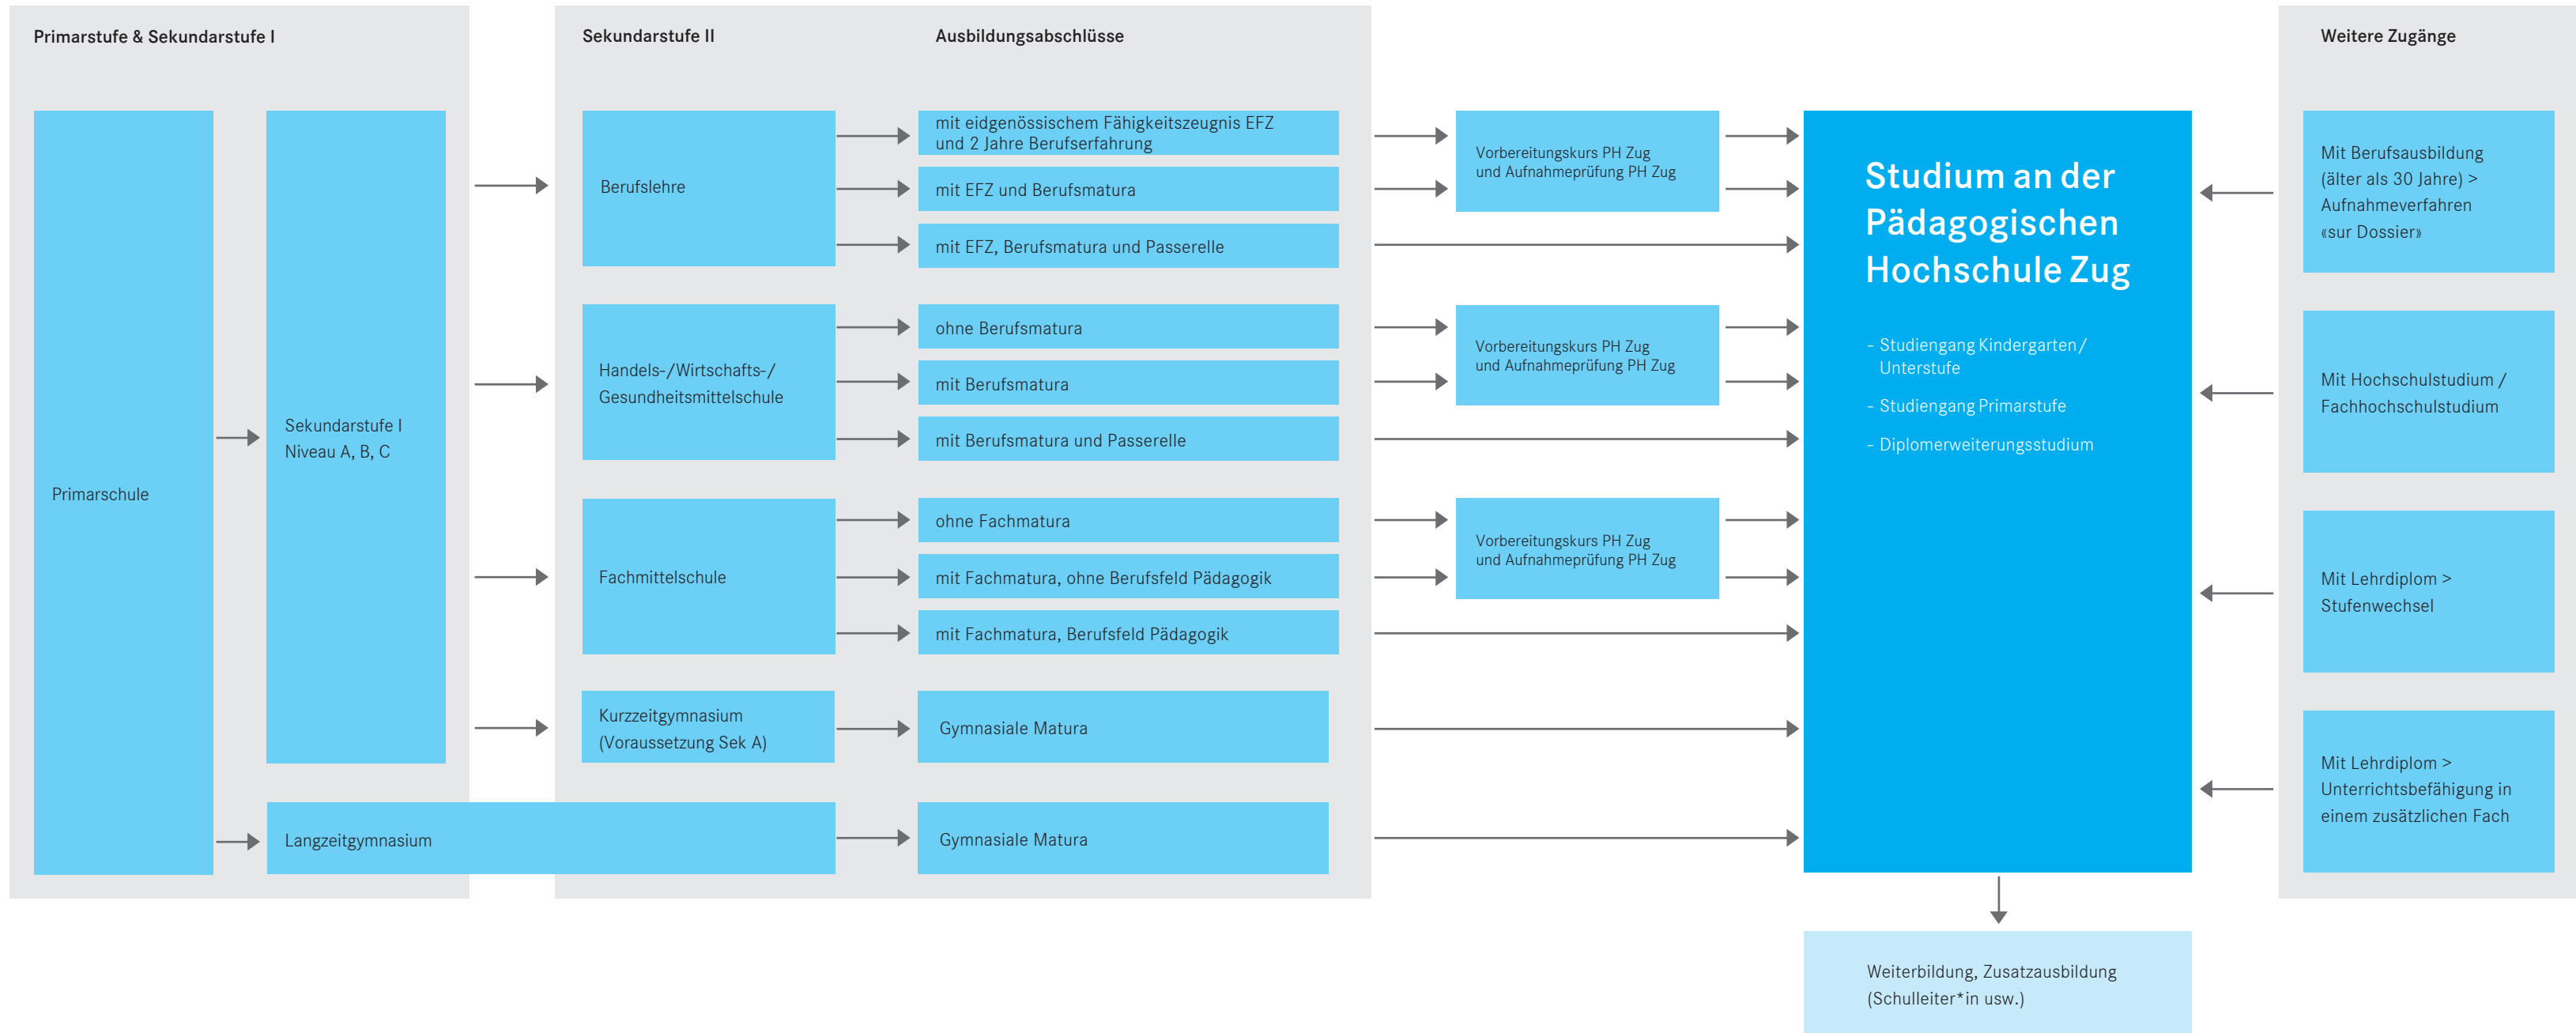 Primarstufe & Sekundarstufe I
Primarschule
Sekundarstufe I
Niveau A, B, C
Langzeitgymnasium
Sekundarstufe II
Ausbildungsabschlüsse
Berufslehre
mit eidgenössischem Fähigkeitszeugnis EFZ
und 2 Jahre Berufserfahrung
mit EFZ und Berufsmatura
mit EFZ, Berufsmatura und Passerelle
Vorbereitungskurs PH Zug
und Aufnahmeprüfung PH Zug
Handels-/Wirtschafts-/
Gesundheitsmittelschule
ohne Berufsmatura
mit Berufsmatura
mit Berufsmatura und Passerelle
Vorbereitungskurs PH Zug
und Aufnahmeprüfung PH Zug
Fachmittelschule
ohne Fachmatura
mit Fachmatura, ohne Berufsfeld Pädagogik
mit Fachmatura, Berufsfeld Pädagogik
Vorbereitungskurs PH Zug
und Aufnahmeprüfung PH Zug
Kurzzeitgymnasium
(Voraussetzung Sek A)
Gymnasiale Matura
Gymnasiale Matura
Studium an der
Pädagogischen
Hochschule Zug
- Studiengang Kindergarten/
Unterstufe
- Studiengang Primarstufe
- Diplomerweiterungsstudium
Weiterbildung, Zusatzausbildung
(Schulleiter*in usw.)
Weitere Zugänge
Mit Berufsausbildung
(älter als 30 Jahre) >
Aufnahmeverfahren
«sur Dossier»
Mit Hochschulstudium /
Fachhochschulstudium
Mit Lehrdiplom >
Stufenwechsel
Mit Lehrdiplom >
Unterrichtsbefähigung in
einem zusätzlichen Fach